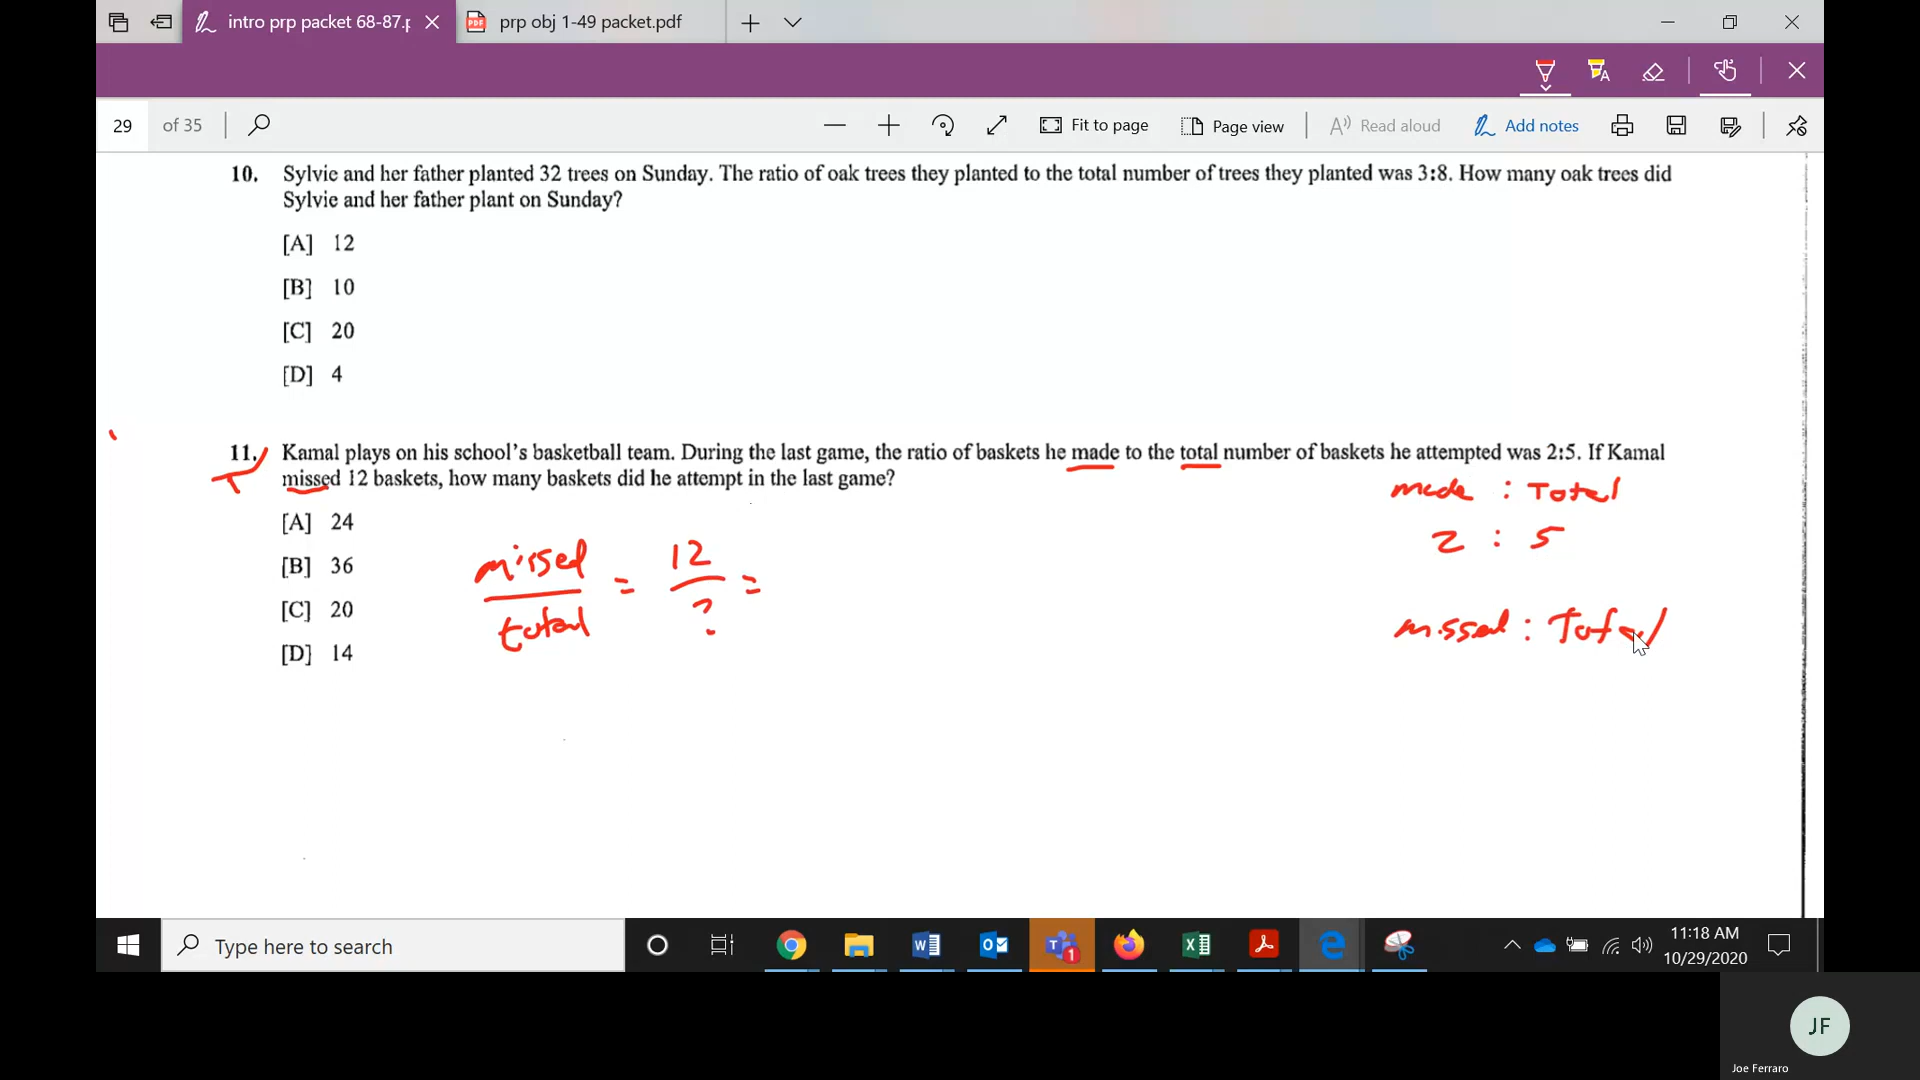 intro prp packet 68-87.p
prp obj 1-49 packet.pdf
29 of 35
Fit to page
Page view
Read aloud
Add notes
10. Sylvie and her father planted 32 trees on Sunday. The ratio of oak trees they planted to the total number of trees they planted was 3:8. How many oak trees did
Sylvie and her father plant on Sunday?
[A] 12
[B] 10
[C] 20
[D] 4
11. Kamal plays on his school's basketball team. During the last game, the ratio of baskets he made to the total number of baskets he attempted was 2:5. If Kamal
missed 12 baskets, how many baskets did he attempt in the last game?
made : Total
2 : 5
[A] 24
[B] 36
[C] 20
[D] 14
missed = 12 =
total ?
missed : Total
Type here to search
1
11:18 AM
10/29/2020
JF
Joe Ferraro